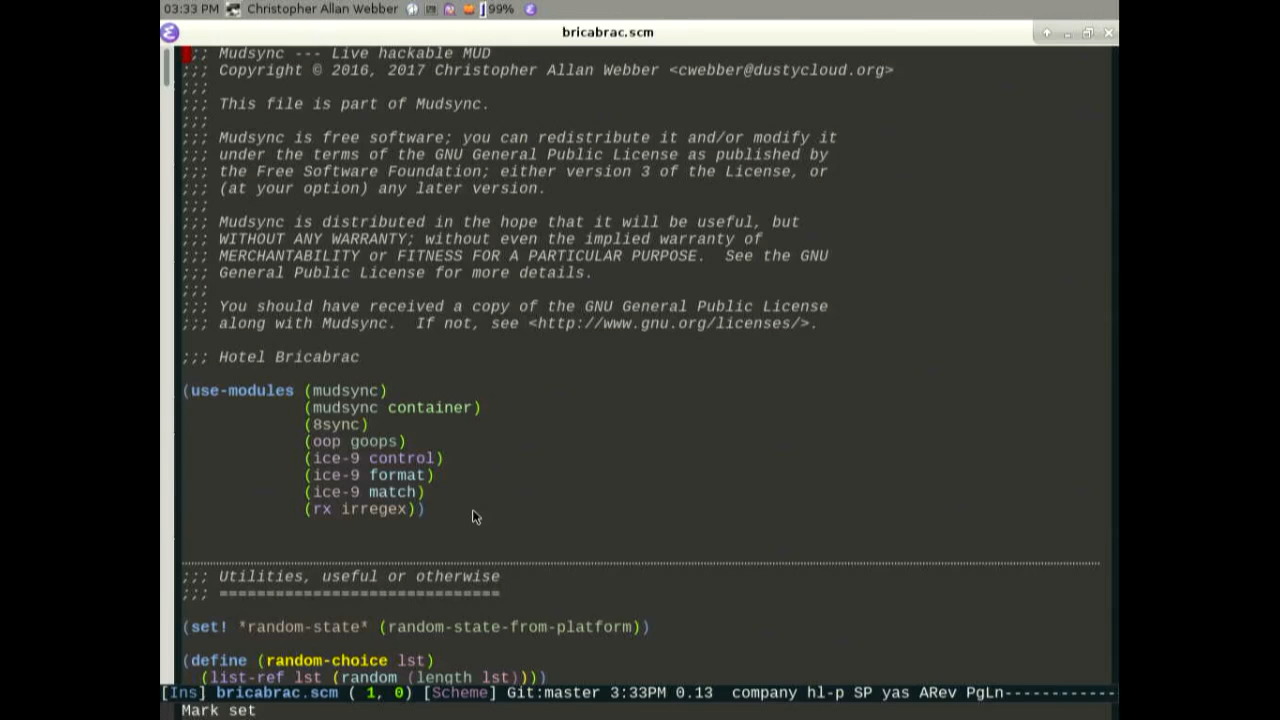 03:33 PM Christopher Allan Webber 99%
bricabrac.scm
;;; Mudsync --- Live hackable MUD
;;; Copyright © 2016, 2017 Christopher Allan Webber <cwebber@dustycloud.org>
;;;
;;; This file is part of Mudsync.
;;;
;;; Mudsync is free software; you can redistribute it and/or modify it
;;; under the terms of the GNU General Public License as published by
;;; the Free Software Foundation; either version 3 of the License, or
;;; (at your option) any later version.
;;;
;;; Mudsync is distributed in the hope that it will be useful, but
;;; WITHOUT ANY WARRANTY; without even the implied warranty of
;;; MERCHANTABILITY or FITNESS FOR A PARTICULAR PURPOSE.  See the GNU
;;; General Public License for more details.
;;;
;;; You should have received a copy of the GNU General Public License
;;; along with Mudsync.  If not, see <http://www.gnu.org/licenses/>.
;;; Hotel Bricabrac
(use-modules (mudsync)
             (mudsync container)
             (8sync)
             (oop goops)
             (ice-9 control)
             (ice-9 format)
             (ice-9 match)
             (rx irregex))
;;; Utilities, useful or otherwise
;;; ==============================
(set! *random-state* (random-state-from-platform))
(define (random-choice lst)
  (list-ref lst (random (length lst))))
[Ins] bricabrac.scm ( 1, 0) [Scheme] Git:master 3:33PM 0.13  company hl-p SP yas ARev PgLn------------
Mark set